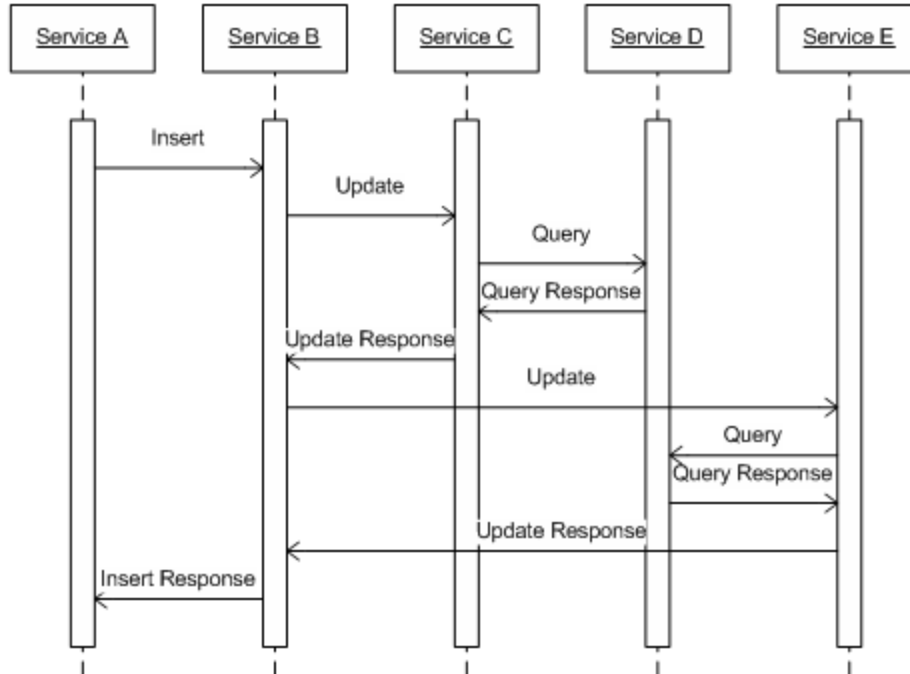 Service A
Service B
Service C
Service D
Service E
Insert
Update
Query
Query Response
Update Response
Update
Query
Query Response
Update Response
Insert Response